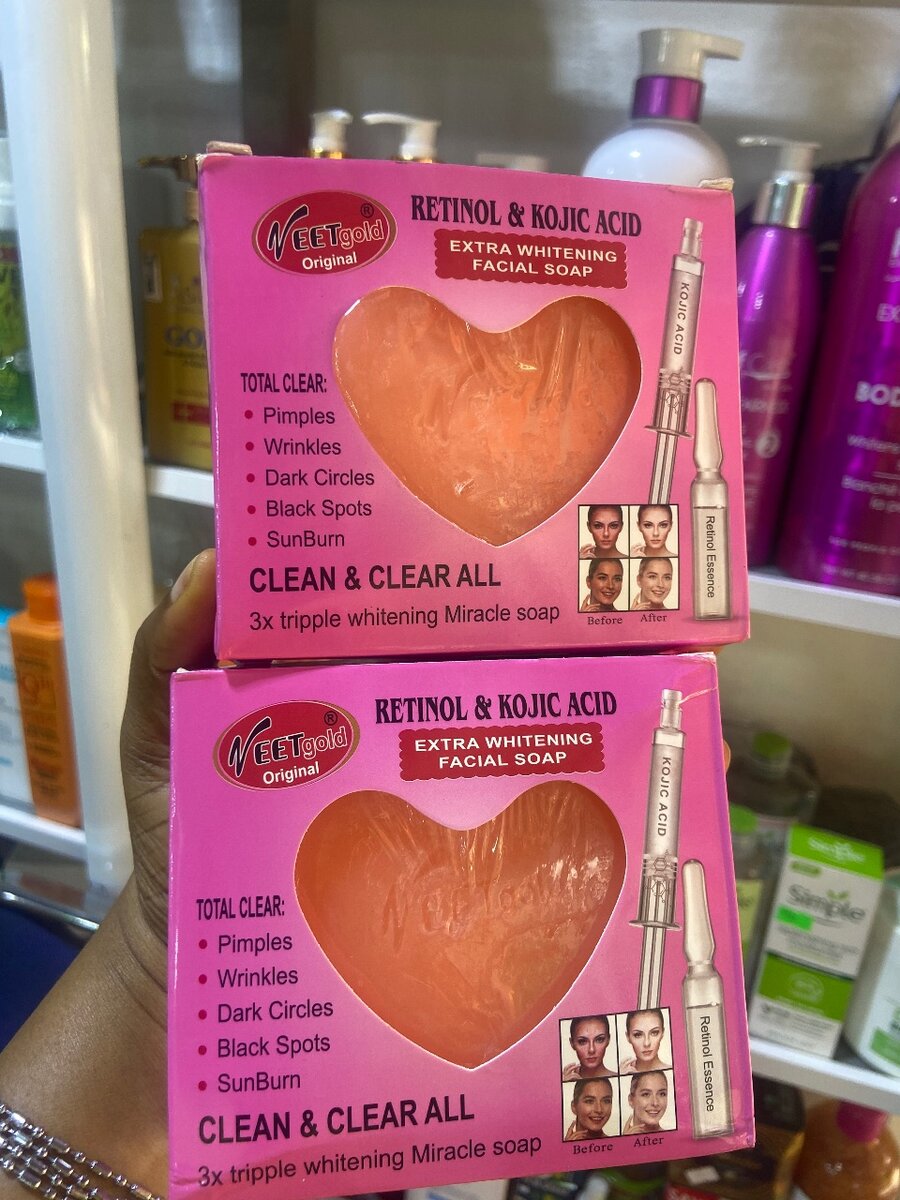 NEETgold®
Original
RETINOL & KOJIC ACID
EXTRA WHITENING
FACIAL SOAP
KOJIC ACID
TOTAL CLEAR:
• Pimples
• Wrinkles
• Dark Circles
• Black Spots
• SunBurn
CLEAN & CLEAR ALL
3x tripple whitening Miracle soap
Before After
Retinol Essence
NEETgold®
Original
RETINOL & KOJIC ACID
EXTRA WHITENING
FACIAL SOAP
KOJIC ACID
TOTAL CLEAR:
• Pimples
• Wrinkles
• Dark Circles
• Black Spots
• SunBurn
CLEAN & CLEAR ALL
3x tripple whitening Miracle soap
Before After
Retinol Essence
Simple